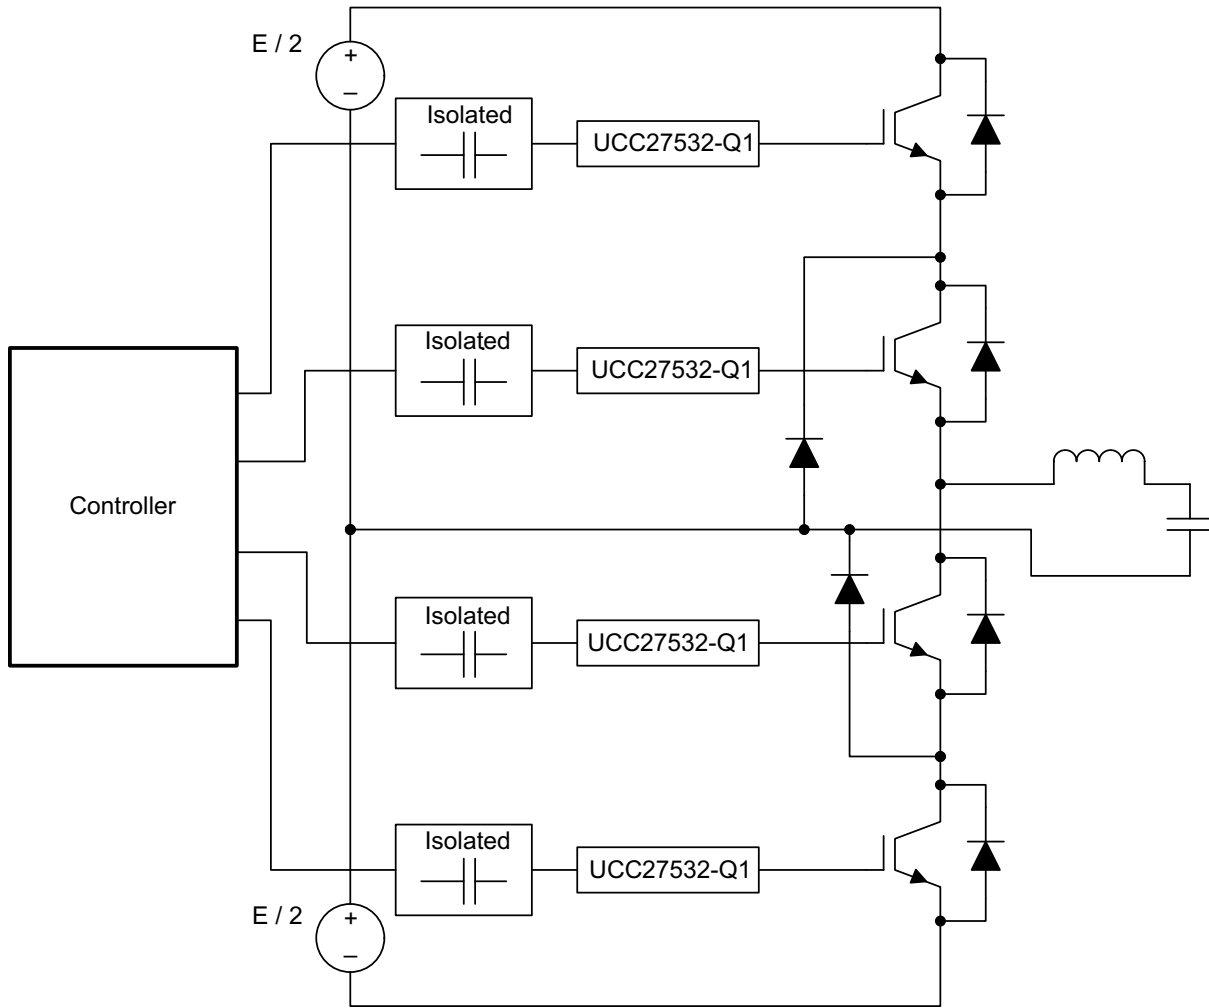 E / 2
+
–
Isolated
UCC27532-Q1
Isolated
UCC27532-Q1
Controller
Isolated
UCC27532-Q1
Isolated
UCC27532-Q1
E / 2
+
–